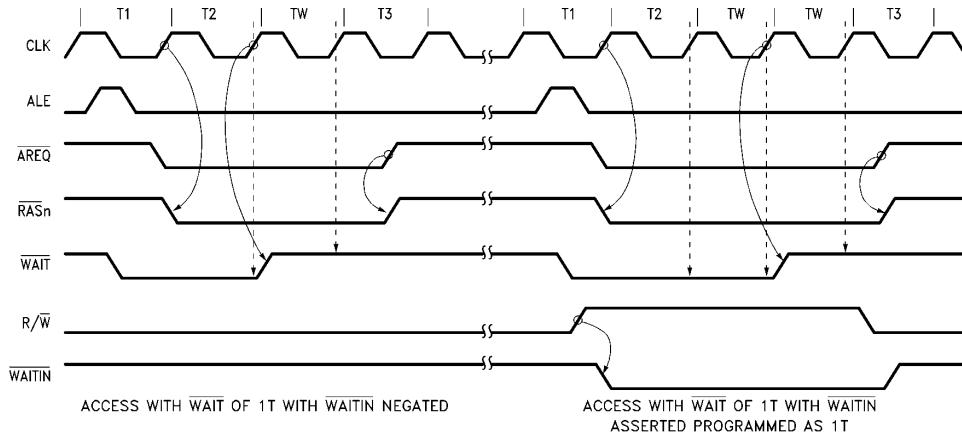 T1 T2 TW T3 T1 T2 TW TW T3
CLK
ALE
AREQ
RASn
WAIT
R/W
WAITIN
ACCESS WITH WAIT OF 1T WITH WAITIN NEGATED
ACCESS WITH WAIT OF 1T WITH WAITIN
ASSERTED PROGRAMMED AS 1T